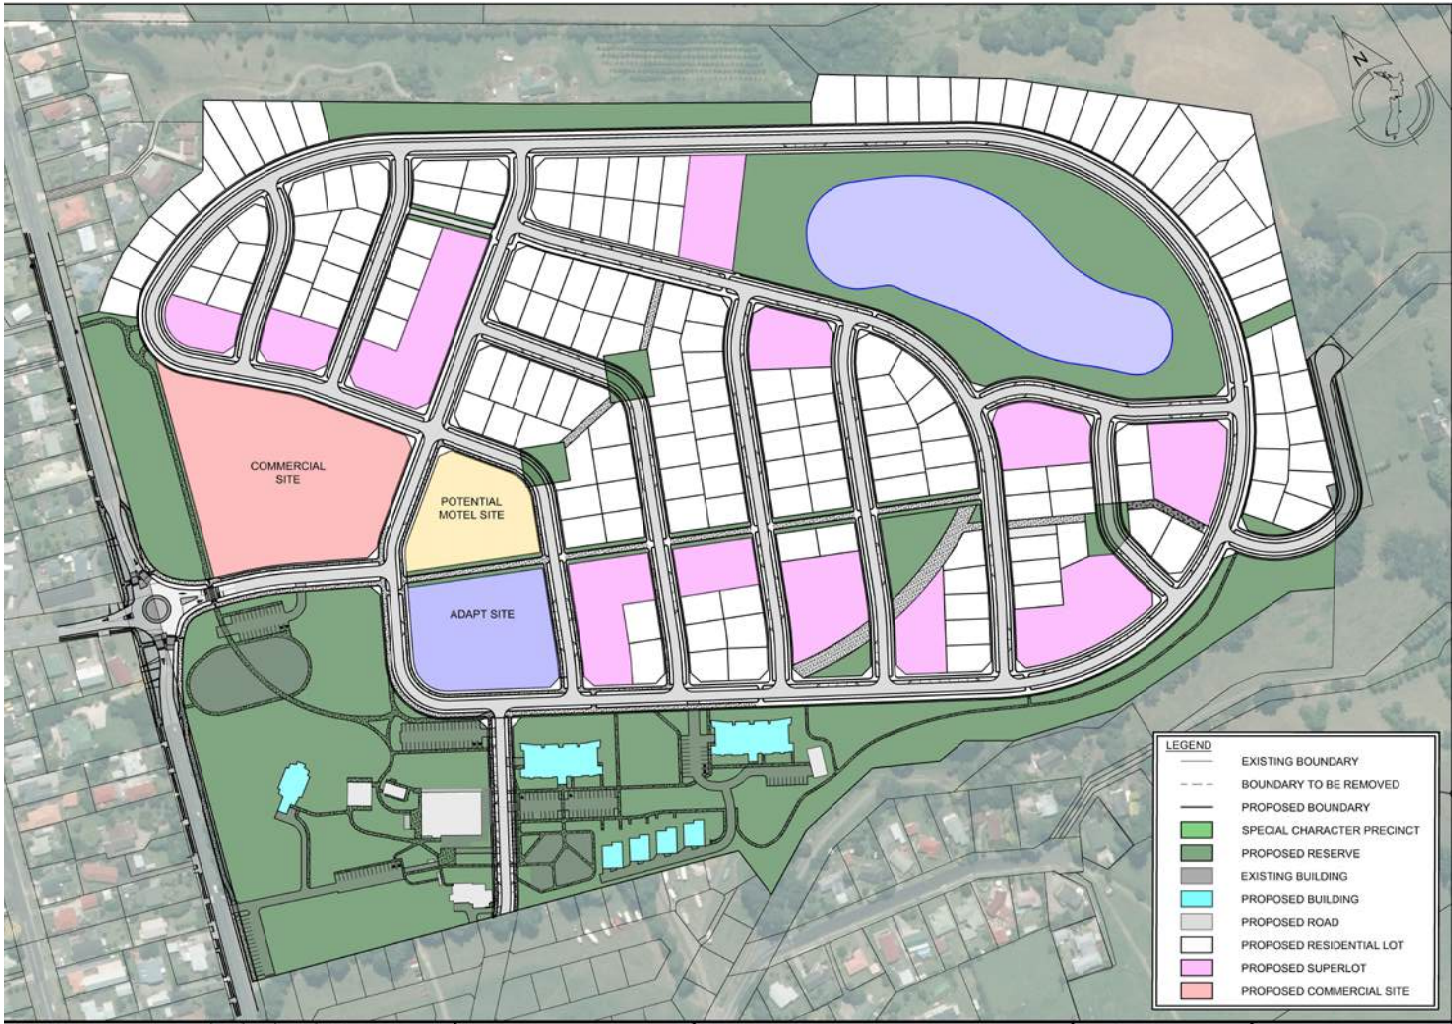 N
COMMERCIAL
SITE
POTENTIAL
MOTEL SITE
ADAPT SITE
LEGEND
EXISTING BOUNDARY
BOUNDARY TO BE REMOVED
PROPOSED BOUNDARY
SPECIAL CHARACTER PRECINCT
PROPOSED RESERVE
EXISTING BUILDING
PROPOSED BUILDING
PROPOSED ROAD
PROPOSED RESIDENTIAL LOT
PROPOSED SUPERLOT
PROPOSED COMMERCIAL SITE